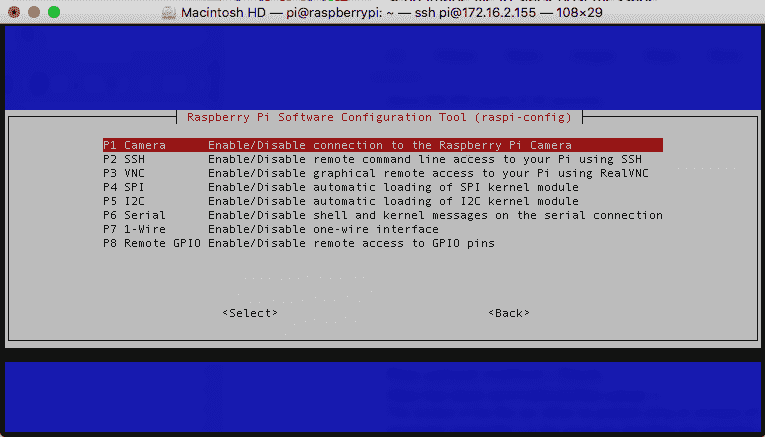 Macintosh HD — pi@raspberrypi: ~ — ssh pi@172.16.2.155 — 108×29
Raspberry Pi Software Configuration Tool (raspi-config)
P1 Camera Enable/Disable connection to the Raspberry Pi Camera
P2 SSH Enable/Disable remote command line access to your Pi using SSH
P3 VNC Enable/Disable graphical remote access to your Pi using RealVNC
P4 SPI Enable/Disable automatic loading of SPI kernel module
P5 I2C Enable/Disable automatic loading of I2C kernel module
P6 Serial Enable/Disable shell and kernel messages on the serial connection
P7 1-Wire Enable/Disable one-wire interface
P8 Remote GPIO Enable/Disable remote access to GPIO pins
<Select> <Back>